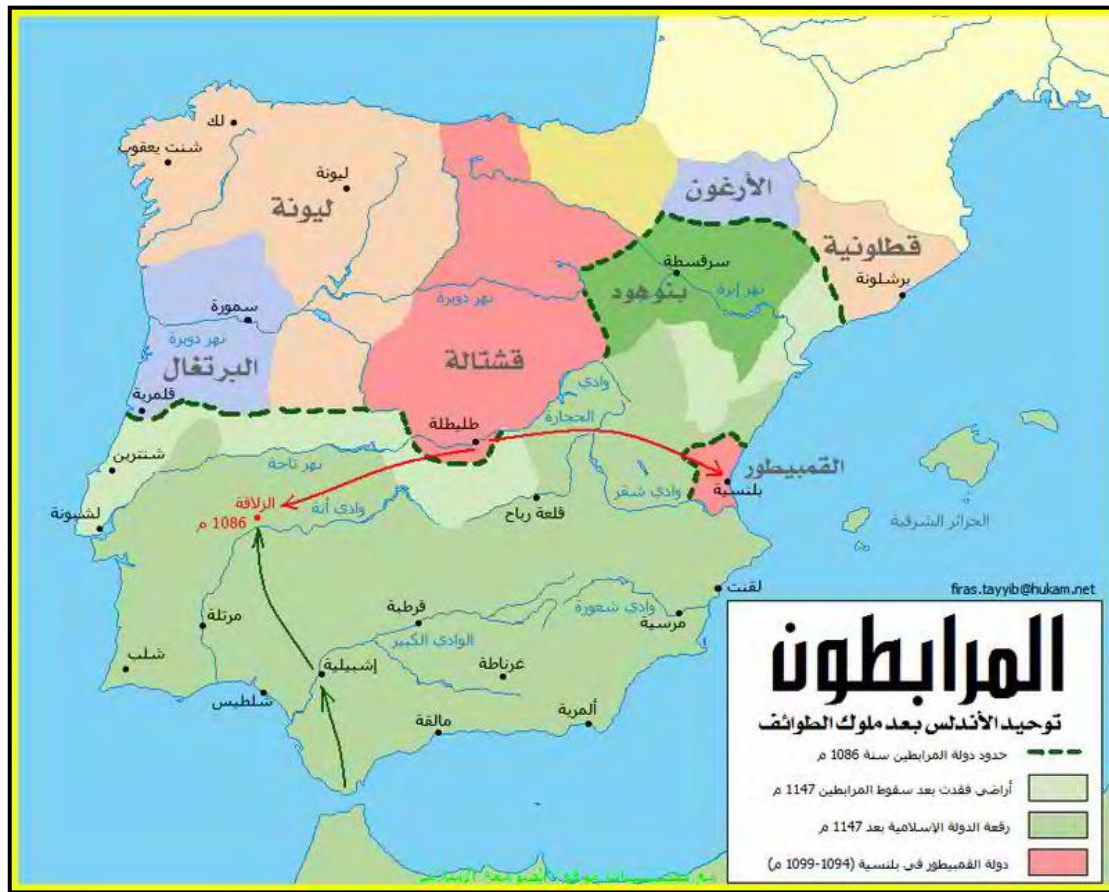 لك
شنت يعقوب
ليونة
ليونة
الأرغون
قطلونية
سرقسطة
برشلونة
نهر إبرة
بنو هود
نهر دويرة
سمورة
نهر دويرة
البرتغال
قشتالة
قلمرية
وادي
الحجارة
طليطلة
القمبيطور
شنترين
نهر تاجة
بلنسية
وادي شقر
الزلاقة
1086 م
وادي أنة
قلعة رباح
لشبونة
الجزائر الشرقية
لقنت
firas.tayyib@hukam.net
قرطبة
وادي شعورة
مرسية
مرتلة
الوادي الكبير
شلب
إشبيلية
غرناطة
شلطيس
ألمرية
مالقة
المرابطون
توحيد الأندلس بعد ملوك الطوائف
حدود دولة المرابطين سنة 1086 م
أراضي فقدت بعد سقوط المرابطين 1147 م
رقعة الدولة الإسلامية بعد 1147 م
دولة القمبيطور في بلنسية (1094-1099 م)